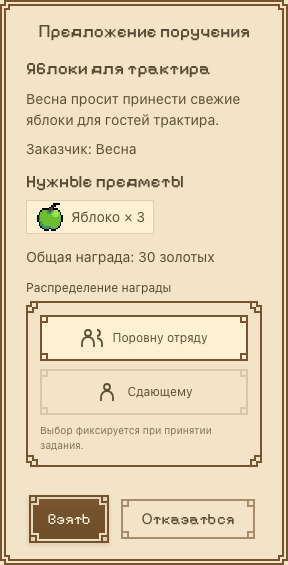 Предложение поручения
Яблоки для трактира
Весна просит принести свежие
яблоки для гостей трактира.
Заказчик: Весна
Нужные предметы
Яблоко × 3
Общая награда: 30 золотых
Распределение награды
Поровну отряду
Сдающему
Выбор фиксируется при принятии
задания.
Взять
Отказаться